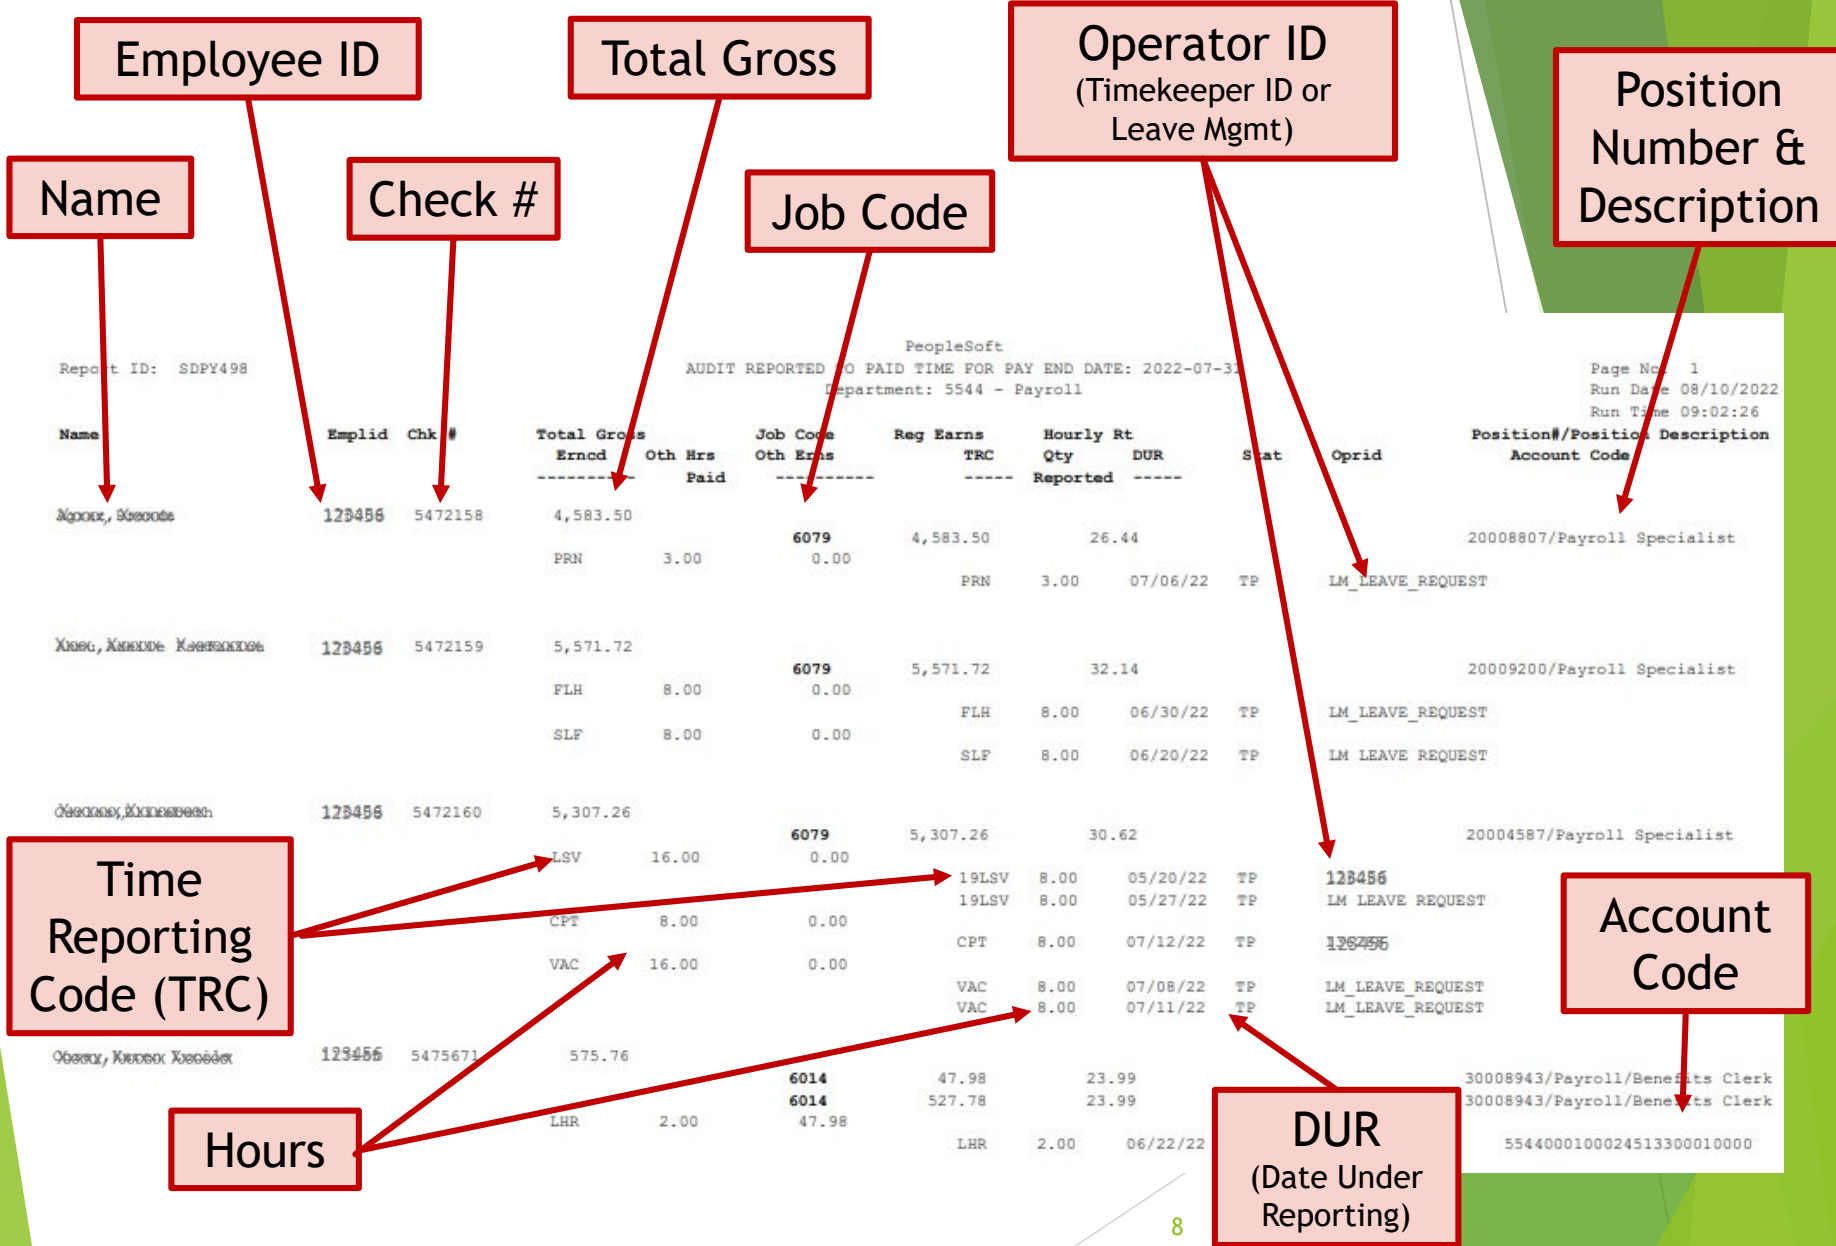 Employee ID
Total Gross
Operator ID
(Timekeeper ID or
Leave Mgmt)
Position
Number &
Description
Name
Check #
Job Code
PeopleSoft
Report ID: SDPY498 AUDIT REPORTED TO PAID TIME FOR PAY END DATE: 2022-07-31 Page No. 1
Department: 5544 - Payroll Run Date 08/10/2022
Run Time 09:02:26
Name Emplid Chk # Total Gross Job Code Reg Earns Hourly Rt Position#/Position Description
Erncd Oth Hrs Oth Erns TRC Qty DUR Stat Oprid Account Code
----------- Paid ---------- ----- Reported -----
123456 5472158 4,583.50
6079 4,583.50 26.44 20008807/Payroll Specialist
PRN 3.00 0.00
PRN 3.00 07/06/22 TP LM_LEAVE_REQUEST
123456 5472159 5,571.72
6079 5,571.72 32.14 20009200/Payroll Specialist
FLH 8.00 0.00
FLH 8.00 06/30/22 TP LM_LEAVE_REQUEST
SLF 8.00 0.00
SLF 8.00 06/20/22 TP LM LEAVE REQUEST
123456 5472160 5,307.26
6079 5,307.26 30.62 20004587/Payroll Specialist
LSV 16.00 0.00
19LSV 8.00 05/20/22 TP 123456
19LSV 8.00 05/27/22 TP LM LEAVE REQUEST
CPT 8.00 0.00
CPT 8.00 07/12/22 TP 123456
VAC 16.00 0.00
VAC 8.00 07/08/22 TP LM_LEAVE_REQUEST
VAC 8.00 07/11/22 TP LM_LEAVE_REQUEST
123456 5475671 575.76
6014 47.98 23.99 30008943/Payroll/Benefits Clerk
6014 527.78 23.99 30008943/Payroll/Benefits Clerk
LHR 2.00 47.98
LHR 2.00 06/22/22 5544000100024513300010000
Time
Reporting
Code (TRC)
Account
Code
Hours
DUR
(Date Under
Reporting)
8